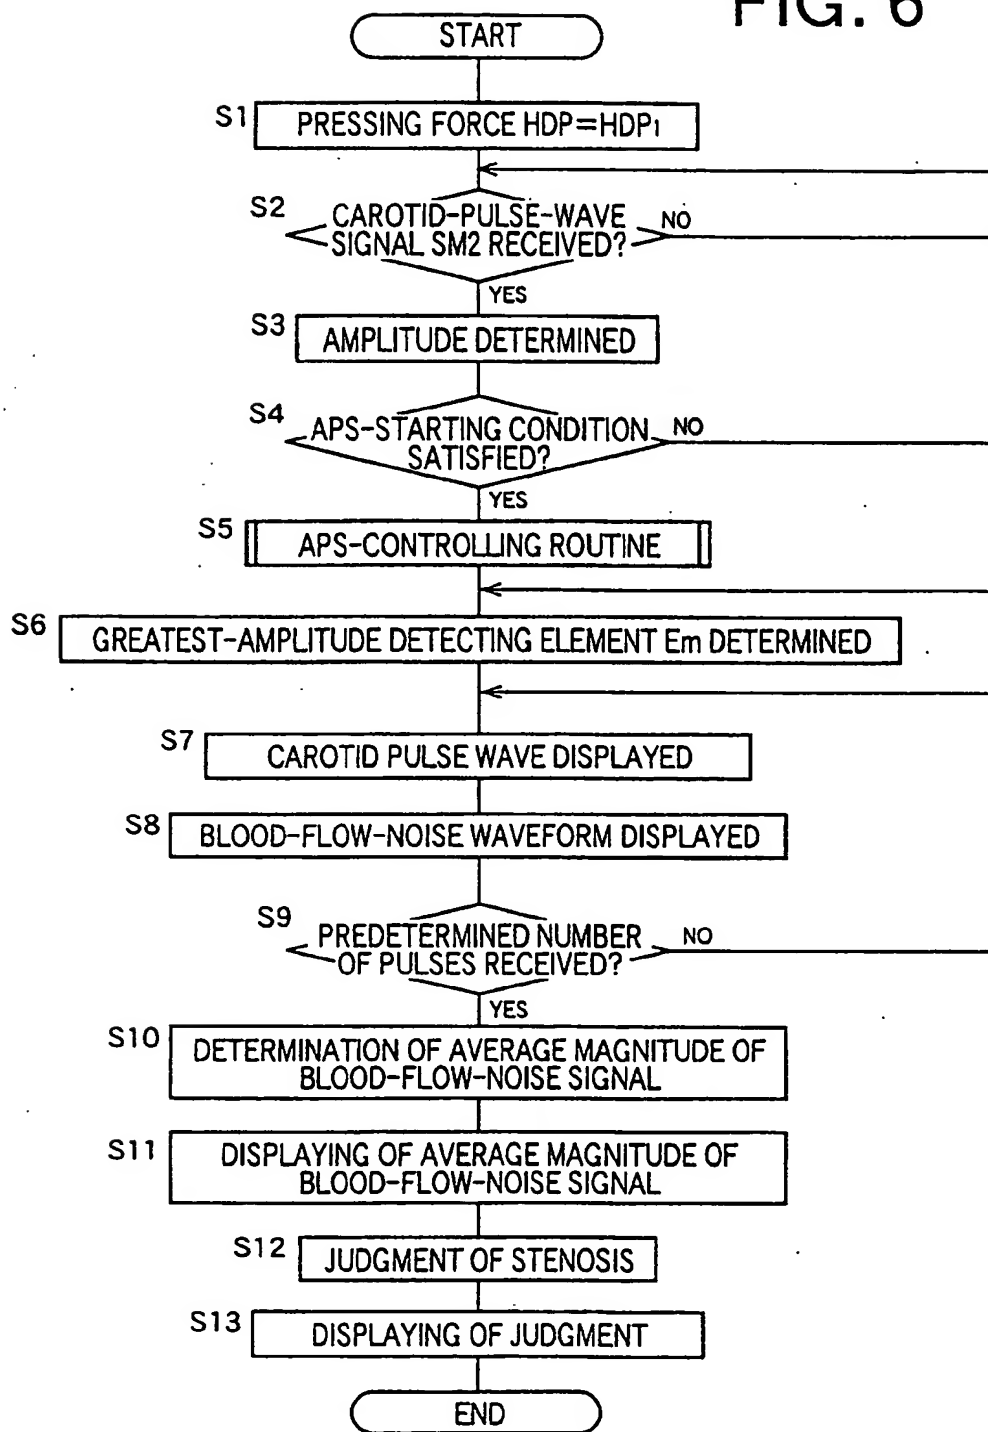 FIG. 6
START
S1
PRESSING FORCE HDP=HDP1
S2
CAROTID-PULSE-WAVE
SIGNAL SM2 RECEIVED?
NO
YES
S3
AMPLITUDE DETERMINED
S4
APS-STARTING CONDITION
SATISFIED?
NO
YES
S5
APS-CONTROLLING ROUTINE
S6
GREATEST-AMPLITUDE DETECTING ELEMENT Em DETERMINED
S7
CAROTID PULSE WAVE DISPLAYED
S8
BLOOD-FLOW-NOISE WAVEFORM DISPLAYED
S9
PREDETERMINED NUMBER
OF PULSES RECEIVED?
NO
YES
S10
DETERMINATION OF AVERAGE MAGNITUDE OF
BLOOD-FLOW-NOISE SIGNAL
S11
DISPLAYING OF AVERAGE MAGNITUDE OF
BLOOD-FLOW-NOISE SIGNAL
S12
JUDGMENT OF STENOSIS
S13
DISPLAYING OF JUDGMENT
END